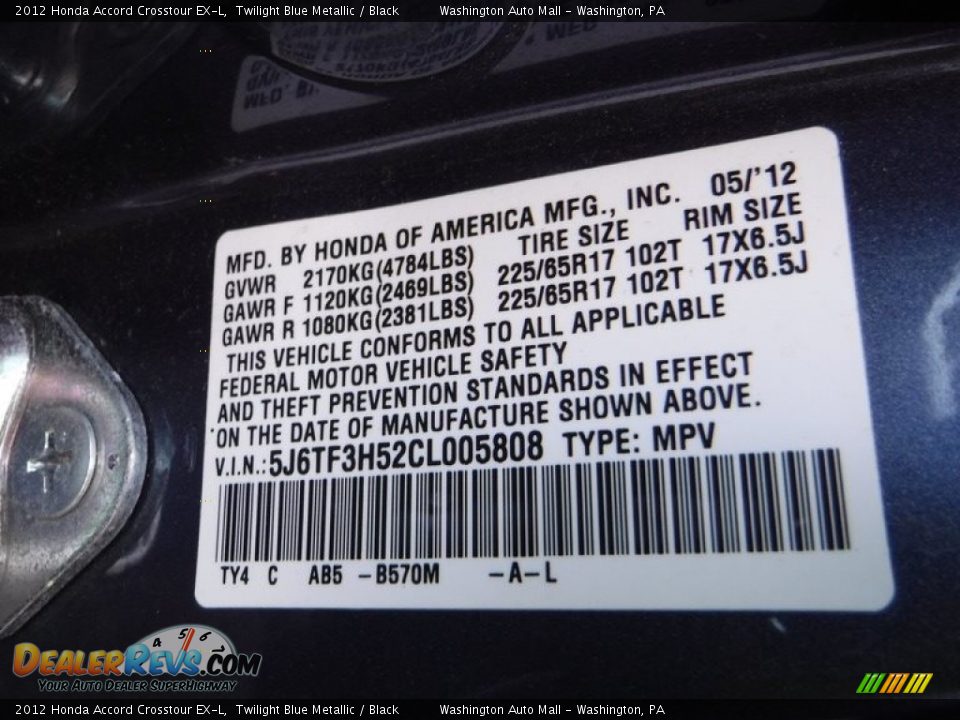 2012 Honda Accord Crosstour EX-L, Twilight Blue Metallic / Black Washington Auto Mall - Washington, PA
MFD. BY HONDA OF AMERICA MFG., INC. 05/'12
GVWR 2170KG(4784LBS) TIRE SIZE RIM SIZE
GAWR F 1120KG(2469LBS) 225/65R17 102T 17X6.5J
GAWR R 1080KG(2381LBS) 225/65R17 102T 17X6.5J
THIS VEHICLE CONFORMS TO ALL APPLICABLE
FEDERAL MOTOR VEHICLE SAFETY
AND THEFT PREVENTION STANDARDS IN EFFECT
ON THE DATE OF MANUFACTURE SHOWN ABOVE.
V.I.N.: 5J6TF3H52CL005808 TYPE: MPV
TY4 C AB5 -B570M -A-L
4 5 6
DEALERREVS.COM
YOUR AUTO DEALER SUPERHIGHWAY
2012 Honda Accord Crosstour EX-L, Twilight Blue Metallic / Black Washington Auto Mall - Washington, PA